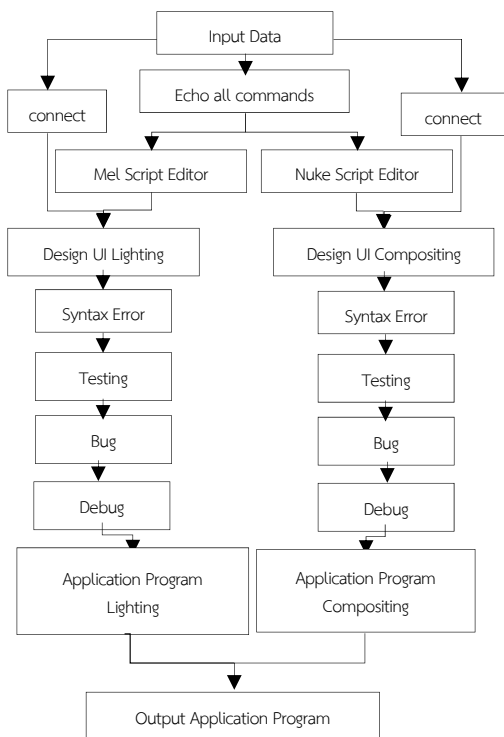 Input Data
Echo all commands
connect
connect
Mel Script Editor
Nuke Script Editor
Design UI Lighting
Design UI Compositing
Syntax Error
Syntax Error
Testing
Testing
Bug
Bug
Debug
Debug
Application Program
Lighting
Application Program
Compositing
Output Application Program